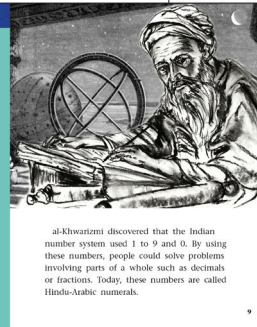 al-Khwarizmi discovered that the Indian
number system used 1 to 9 and 0. By using
these numbers, people could solve problems
involving parts of a whole such as decimals
or fractions. Today, these numbers are called
Hindu-Arabic numerals.
9